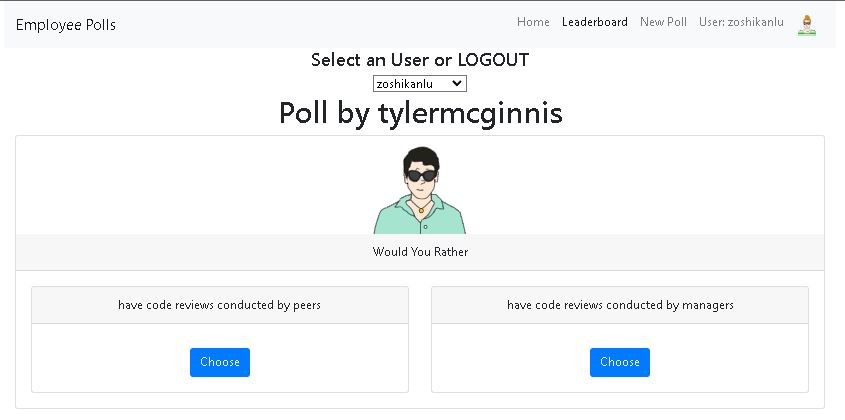 Employee Polls
Home Leaderboard New Poll User: zoshikanlu
Select an User or LOGOUT
zoshikanlu
Poll by tylermcginnis
Would You Rather
have code reviews conducted by peers
have code reviews conducted by managers
Choose
Choose